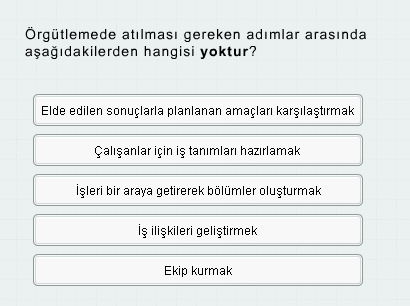 Örgütlemede atılması gereken adımlar arasında
aşağıdakilerden hangisi yoktur?
Elde edilen sonuçlarla planlanan amaçları karşılaştırmak
Çalışanlar için iş tanımları hazırlamak
İşleri bir araya getirerek bölümler oluşturmak
İş ilişkileri geliştirmek
Ekip kurmak